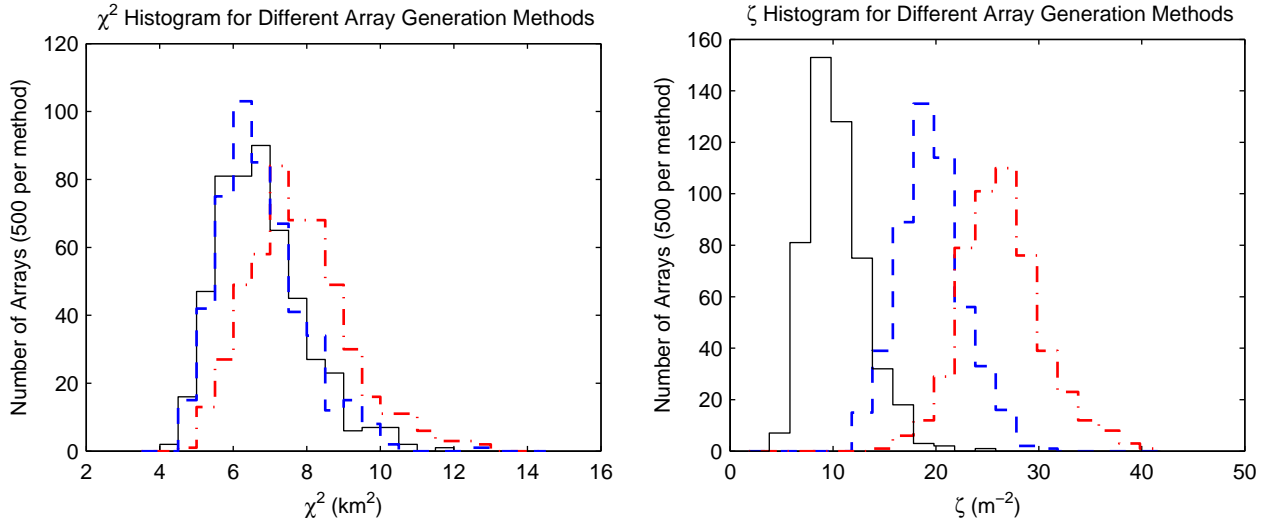 χ² Histogram for Different Array Generation Methods
120
100
80
60
40
20
0
Number of Arrays (500 per method)
2 4 6 8 10 12 14 16
χ² (km²)
ζ Histogram for Different Array Generation Methods
160
140
120
100
80
60
40
20
0
Number of Arrays (500 per method)
0 10 20 30 40 50
ζ (m⁻²)